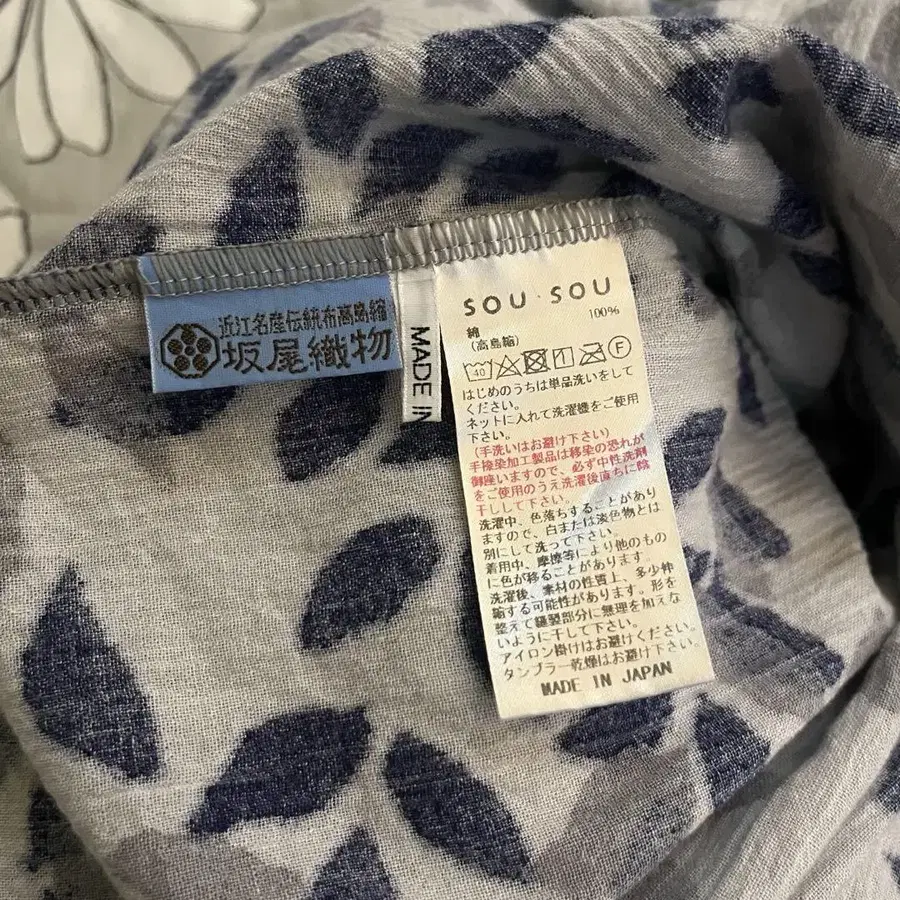 近江名産伝統布高島縮
坂尾織物
MADE IN
SOU・SOU
綿 100%
(高島縮)
40
F
はじめのうちは単品洗いをして
ください。
ネットに入れて洗濯機をご使用
下さい。
(手洗いはお避け下さい)
手捺染加工製品は移染の恐れが
御座いますので、必ず中性洗剤
をご使用のうえ洗濯後直ちに陰
干しして下さい。
洗濯中、色落ちすることがあり
ますので、白または淡色物とは
別にして洗って下さい。
着用中、摩擦等により他のもの
に色が移ることがあります。
洗濯後、素材の性質上、多少伸
縮する可能性があります。形を
整えて縫製部分に無理を加えな
いように干して下さい。
アイロン掛けはお避けください。
タンブラー乾燥はお避け下さい。
MADE IN JAPAN